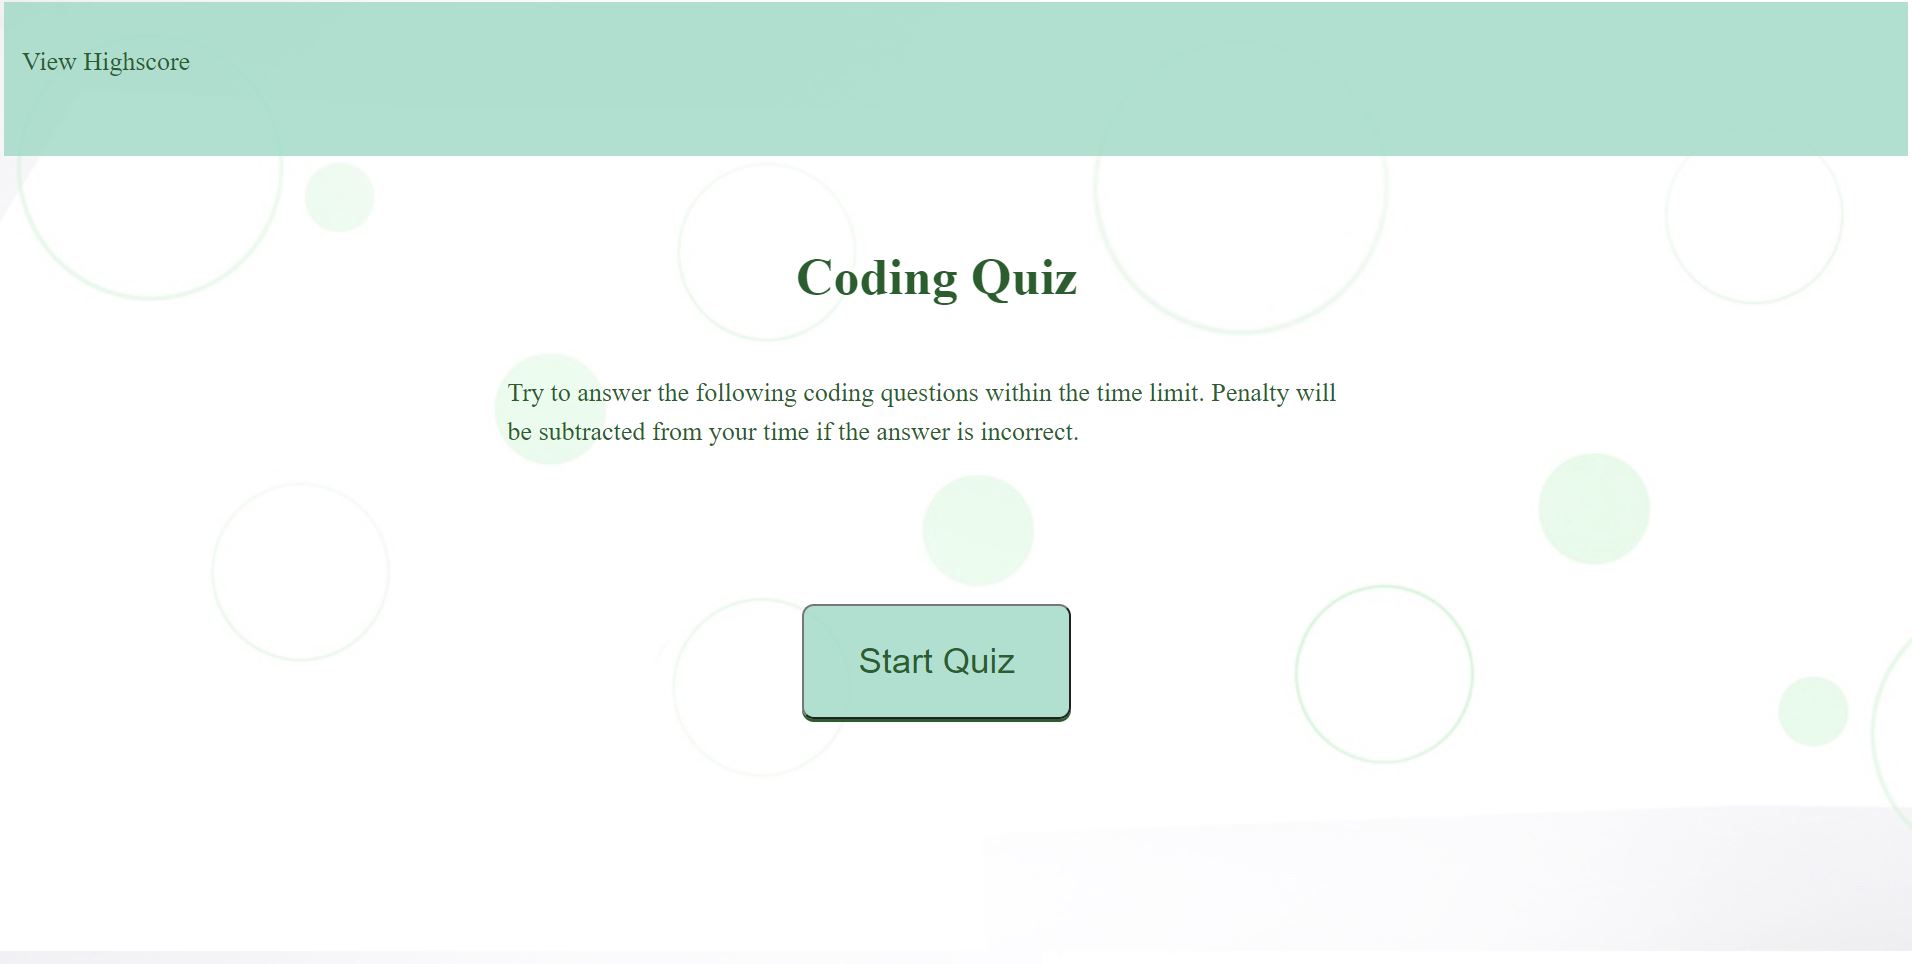 View Highscore
Coding Quiz
Try to answer the following coding questions within the time limit. Penalty will
be subtracted from your time if the answer is incorrect.
Start Quiz